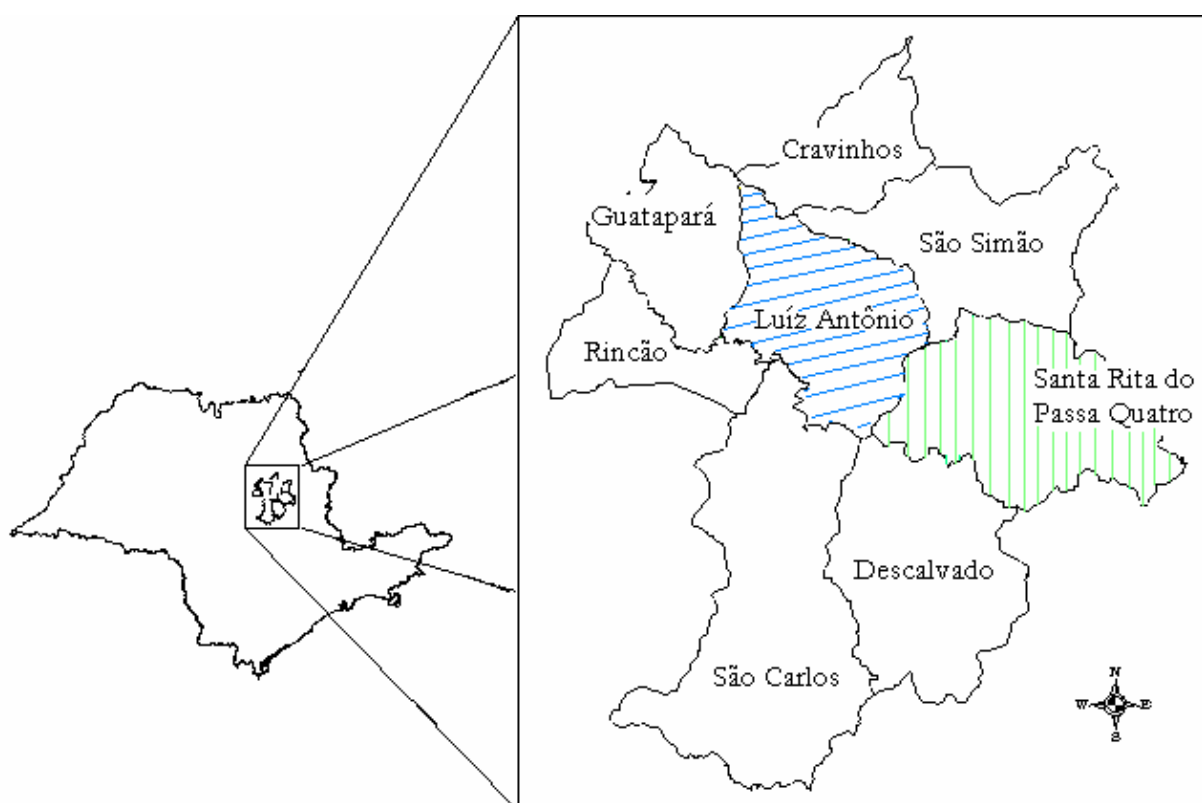 Cravinhos
Guatapará
São Simão
Luíz Antônio
Rincão
Santa Rita do
Passa Quatro
Descalvado
São Carlos
N
W E
S